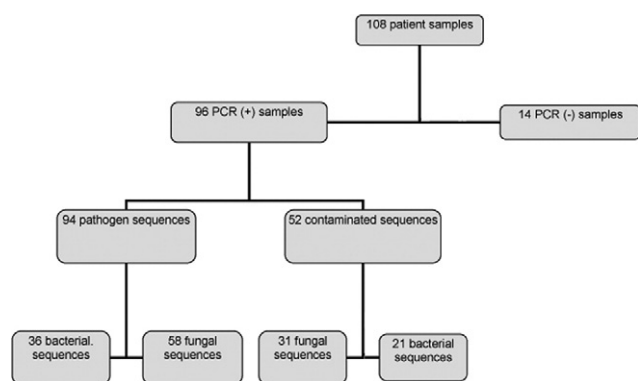 108 patient samples
96 PCR (+) samples
14 PCR (-) samples
94 pathogen sequences
52 contaminated sequences
36 bacterial.
sequences
58 fungal
sequences
31 fungal
sequences
21 bacterial
sequences